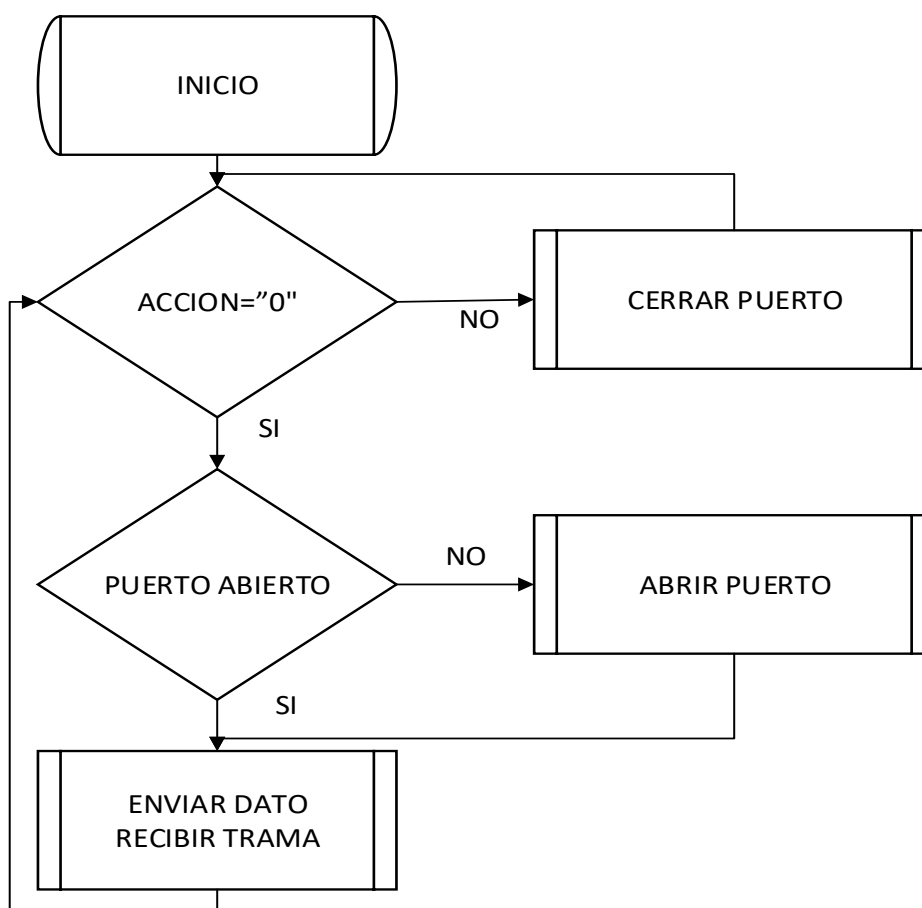 INICIO
ACCION=”0"
NO
CERRAR PUERTO
SI
PUERTO ABIERTO
NO
ABRIR PUERTO
SI
ENVIAR DATO
RECIBIR TRAMA